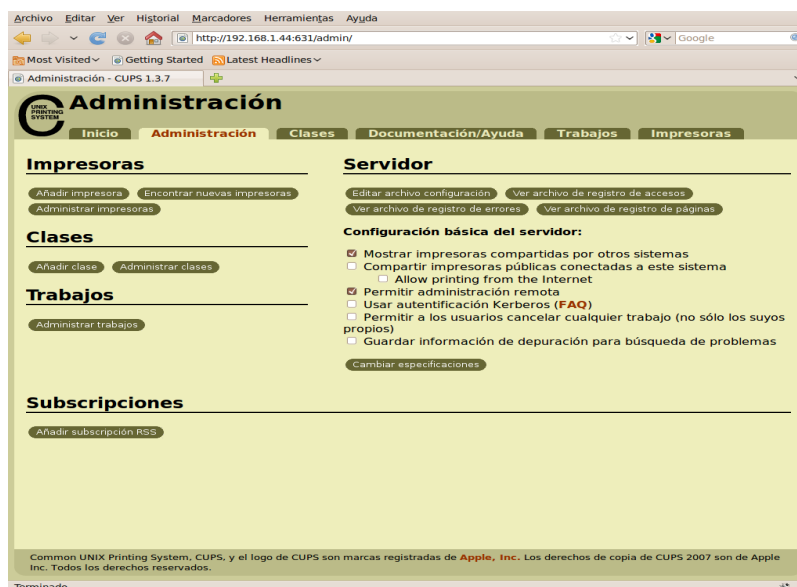 Archivo Editar Ver Historial Marcadores Herramientas Ayuda
http://192.168.1.44:631/admin/
Google
Most Visited Getting Started Latest Headlines
Administración - CUPS 1.3.7
UNIX
PRINTING
SYSTEM
Administración
Inicio Administración Clases Documentación/Ayuda Trabajos Impresoras
Impresoras
Añadir impresora Encontrar nuevas impresoras
Administrar impresoras
Clases
Añadir clase Administrar clases
Trabajos
Administrar trabajos
Servidor
Editar archivo configuración Ver archivo de registro de accesos
Ver archivo de registro de errores Ver archivo de registro de páginas
Configuración básica del servidor:
Mostrar impresoras compartidas por otros sistemas
Compartir impresoras públicas conectadas a este sistema
Allow printing from the Internet
Permitir administración remota
Usar autentificación Kerberos (FAQ)
Permitir a los usuarios cancelar cualquier trabajo (no sólo los suyos
propios)
Guardar información de depuración para búsqueda de problemas
Cambiar especificaciones
Subscripciones
Añadir subscripción RSS
Common UNIX Printing System, CUPS, y el logo de CUPS son marcas registradas de Apple, Inc. Los derechos de copia de CUPS 2007 son de Apple
Inc. Todos los derechos reservados.
Terminado